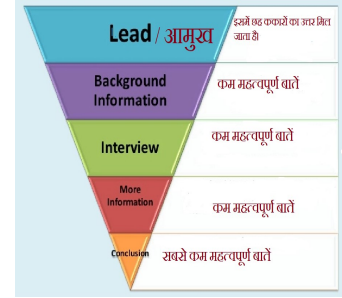 Lead / आमुख
इसमें छह ककारों का उत्तर मिल
जाता है।
Background
Information
कम महत्वपूर्ण बातें
Interview
कम महत्वपूर्ण बातें
More
Information
कम महत्वपूर्ण बातें
Conclusion
सबसे कम महत्वपूर्ण बातें